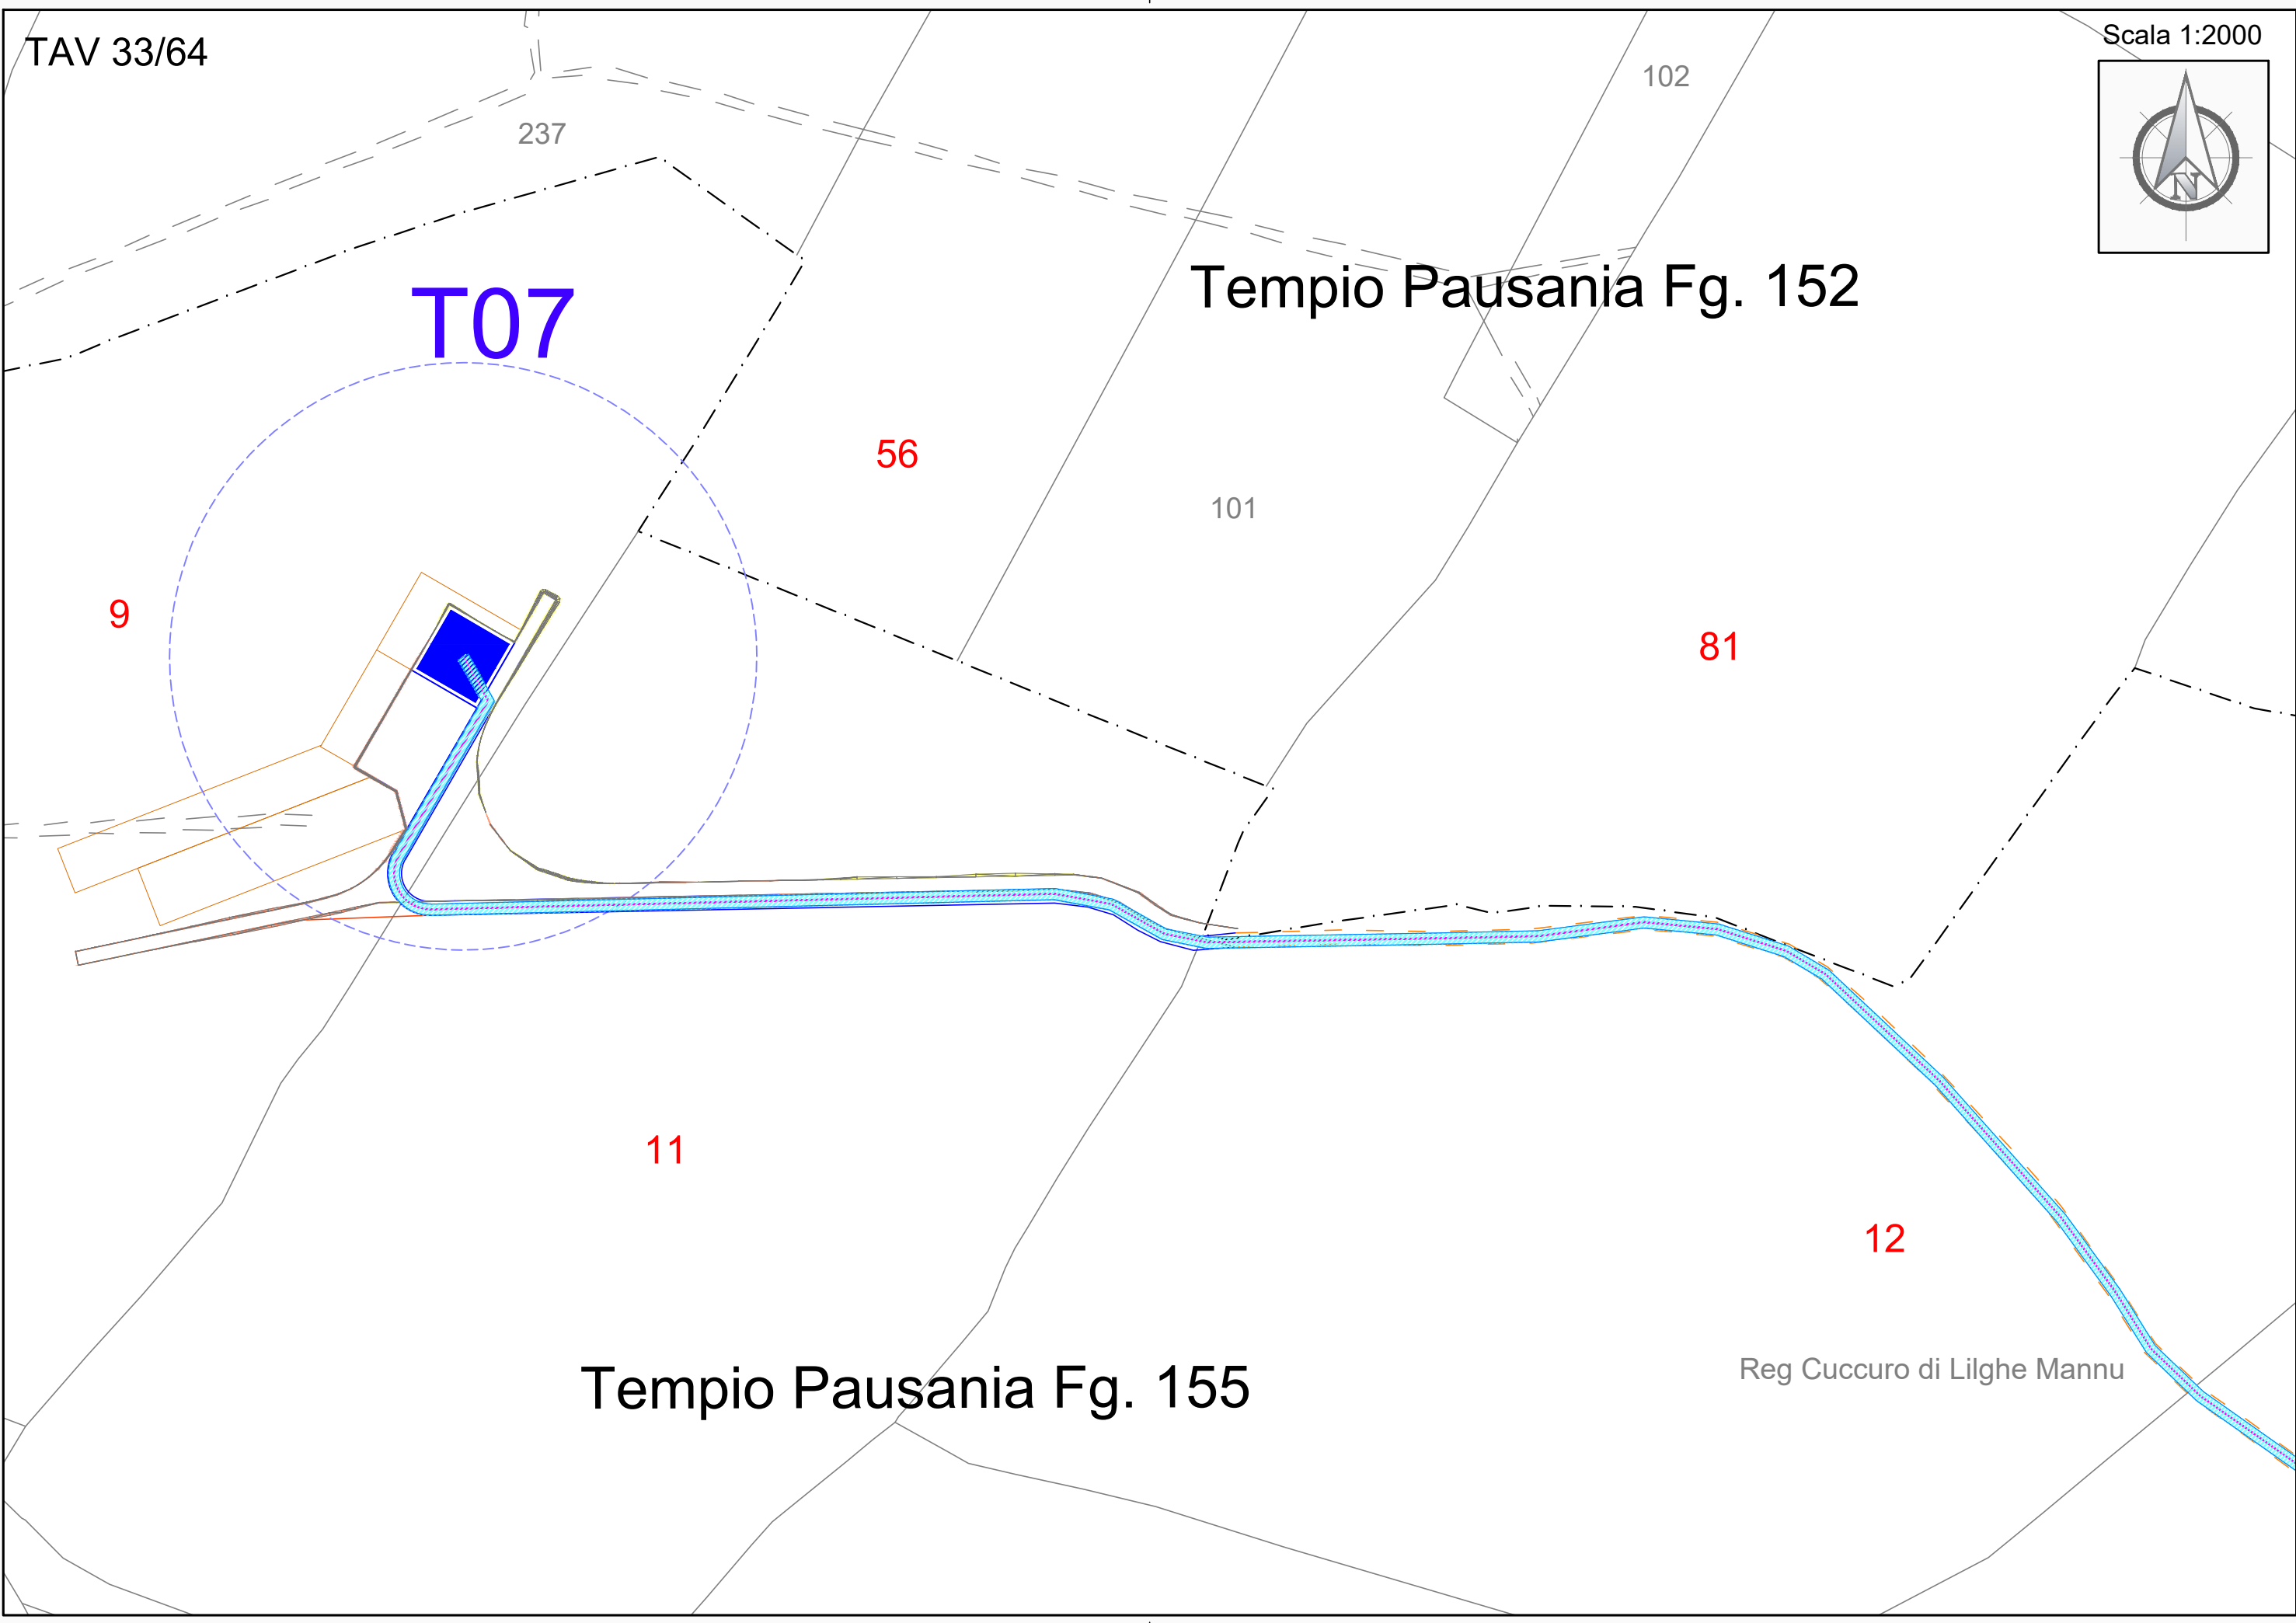 TAV 33/64
Scala 1:2000
102
237
N
Tempio Pausania Fg. 152
T07
56
101
9
81
11
12
Reg Cuccuro di Lilghe Mannu
Tempio Pausania Fg. 155